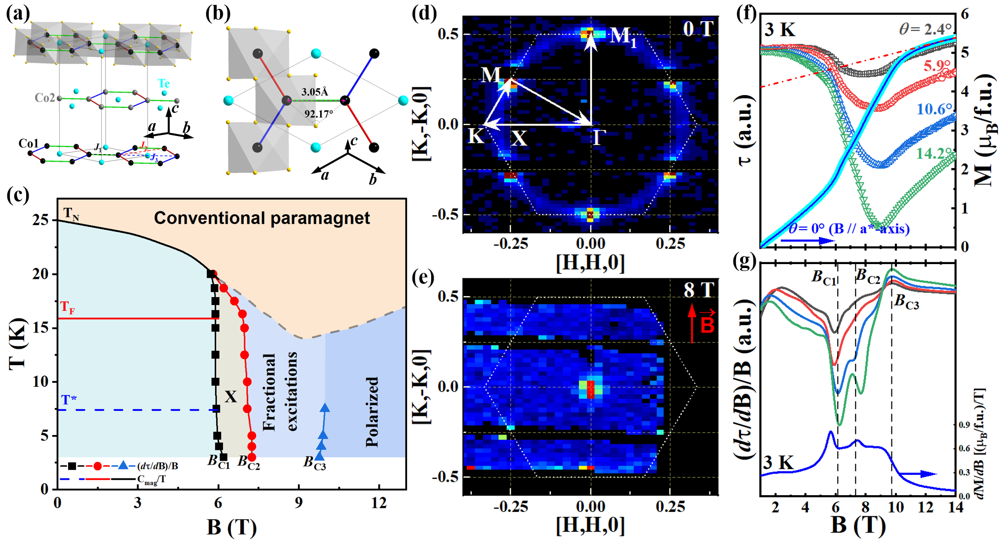 (a)
Te
Co2
c
a
b
Co1
J1
J2
J3
(b)
3.05Å
92.17°
c
a
b
(c)
T (K)
25
20
15
10
5
0
TN
Conventional paramagnet
TF
T*
X
Fractional
excitations
Polarized
BC1
BC2
BC3
(dτ/dB)/B
Cmag/T
0
3
6
9
12
B (T)
(d)
0 T
[K,-K,0]
0.5
0.0
-0.5
M1
M
K
X
Γ
-0.25
0.00
0.25
[H,H,0]
(e)
8 T
B
[K,-K,0]
0.5
0.0
-0.5
-0.25
0.00
0.25
[H,H,0]
(f)
3 K
θ = 2.4°
5.9°
10.6°
14.2°
θ = 0° (B // a*-axis)
τ (a.u.)
M (μB/f.u.)
6
5
4
3
2
1
0
(g)
BC1
BC2
BC3
3 K
(dτ/dB)/B (a.u.)
dM/dB [(μB/f.u.)/T]
0.9
0.6
0.3
0.0
2
4
6
8
10
12
14
B (T)